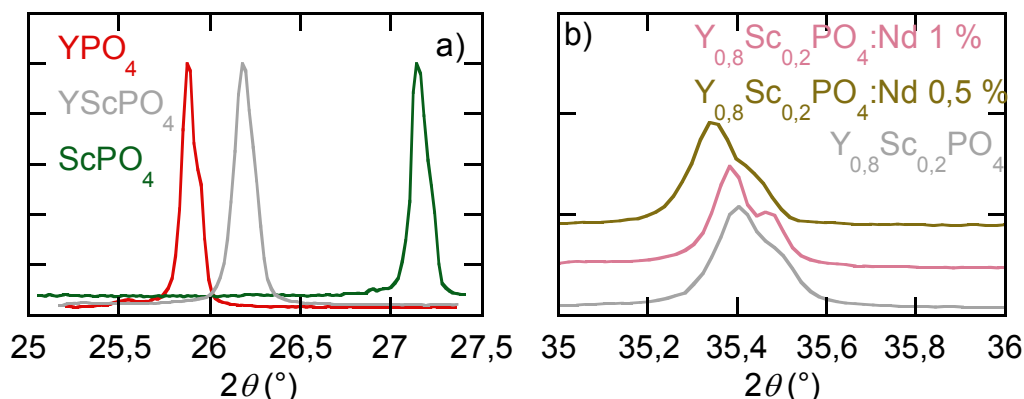 a)
YPO4
YScPO4
ScPO4
25 25,5 26 26,5 27 27,5
2θ (°)
b)
Y0,8Sc0,2PO4:Nd 1 %
Y0,8Sc0,2PO4:Nd 0,5 %
Y0,8Sc0,2PO4
35 35,2 35,4 35,6 35,8 36
2θ (°)